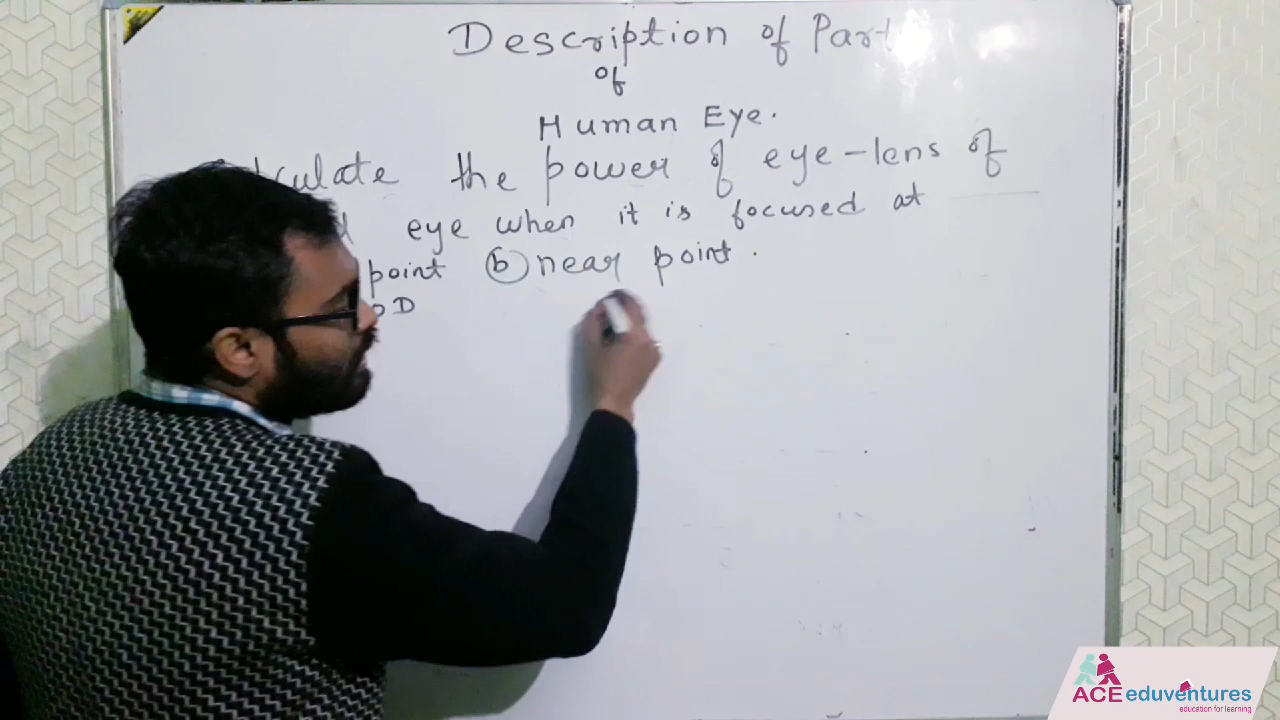 Description of Part
of
Human Eye.
the power of eye-lens of
eye when it is focused at
point (b) near point.
D
ACE eduventures
education for learning